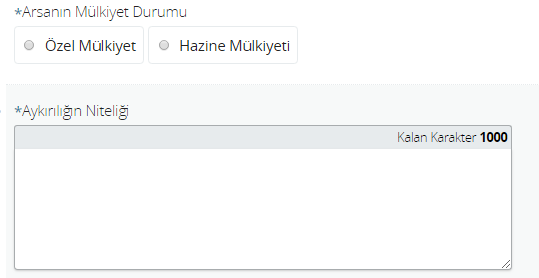 *Arsanın Mülkiyet Durumu
Özel Mülkiyet Hazine Mülkiyeti
*Aykırılığın Niteliği
Kalan Karakter 1000